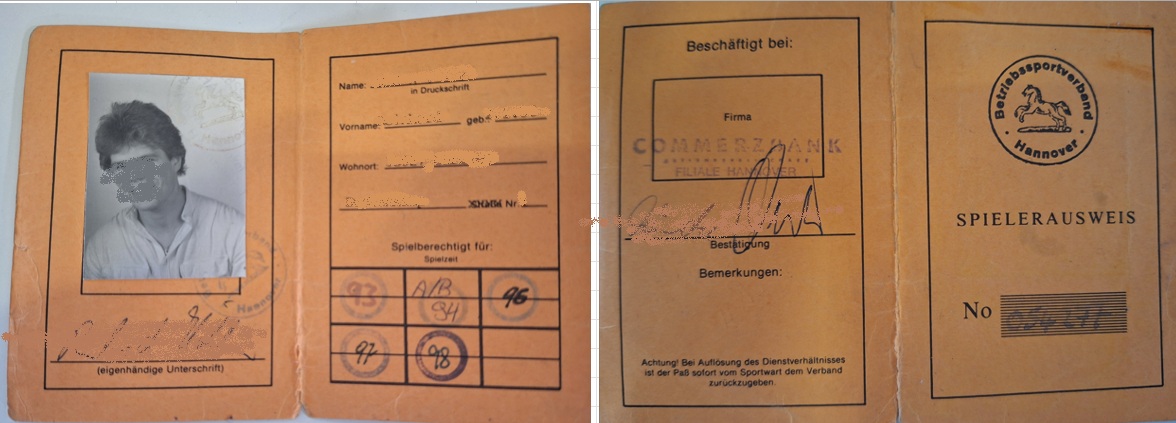 Name:
in Druckschrift
Vorname: geb.:
Wohnort:
Nr.
Spielberechtigt für:
Spielzeit
93 A/B 94 96
97 98
Hannover
(eigenhändige Unterschrift)
Beschäftigt bei:
Firma
COMMERZBANK
FILIALE HANNOVER
Bestätigung
Bemerkungen:
Achtung! Bei Auflösung des Dienstverhältnisses
ist der Paß sofort vom Sportwart dem Verband
zurückzugeben.
Betriebssportverband
Hannover
SPIELERAUSWEIS
No